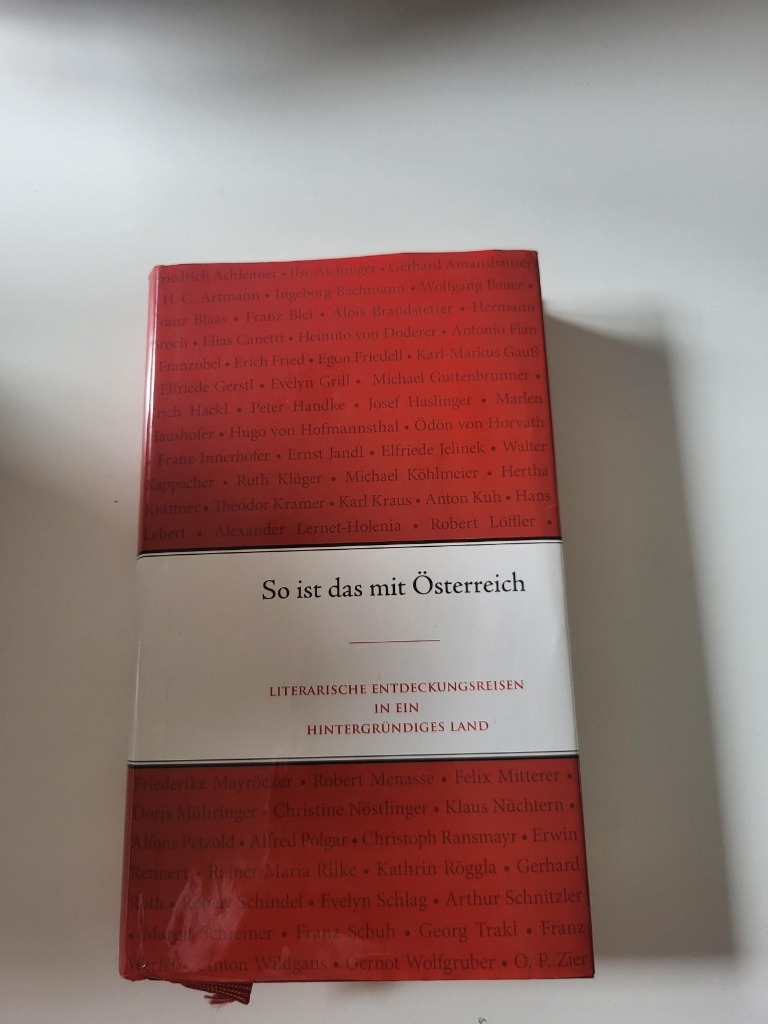 Friedrich Achleitner • Ilse Aichinger • Gerhard Amanshauser
• H. C. Artmann • Ingeborg Bachmann • Wolfgang Bauer •
Franz Blaas • Franz Blei • Alois Brandstetter • Hermann
Broch • Elias Canetti • Heimito von Doderer • Antonio Fian
• Franzobel • Erich Fried • Egon Friedell • Karl-Markus Gauß
• Elfriede Gerstl • Evelyn Grill • Michael Guttenbrunner •
Erich Hackl • Peter Handke • Josef Haslinger • Marlen
Haushofer • Hugo von Hofmannsthal • Ödön von Horváth
• Franz Innerhofer • Ernst Jandl • Elfriede Jelinek • Walter
Kappacher • Ruth Klüger • Michael Köhlmeier • Hertha
Kräftner • Theodor Kramer • Karl Kraus • Anton Kuh • Hans
Lebert • Alexander Lernet-Holenia • Robert Löffler •
So ist das mit Österreich
LITERARISCHE ENTDECKUNGSREISEN
IN EIN
HINTERGRÜNDIGES LAND
Friederike Mayröcker • Robert Menasse • Felix Mitterer •
Doris Mühringer • Christine Nöstlinger • Klaus Nüchtern •
Alfons Petzold • Alfred Polgar • Christoph Ransmayr • Erwin
Rennert • Rainer Maria Rilke • Kathrin Röggla • Gerhard
Roth • Robert Schindel • Evelyn Schlag • Arthur Schnitzler
• Margit Schreiner • Franz Schuh • Georg Trakl • Franz
Werfel • Anton Wildgans • Gernot Wolfgruber • O. P. Zier